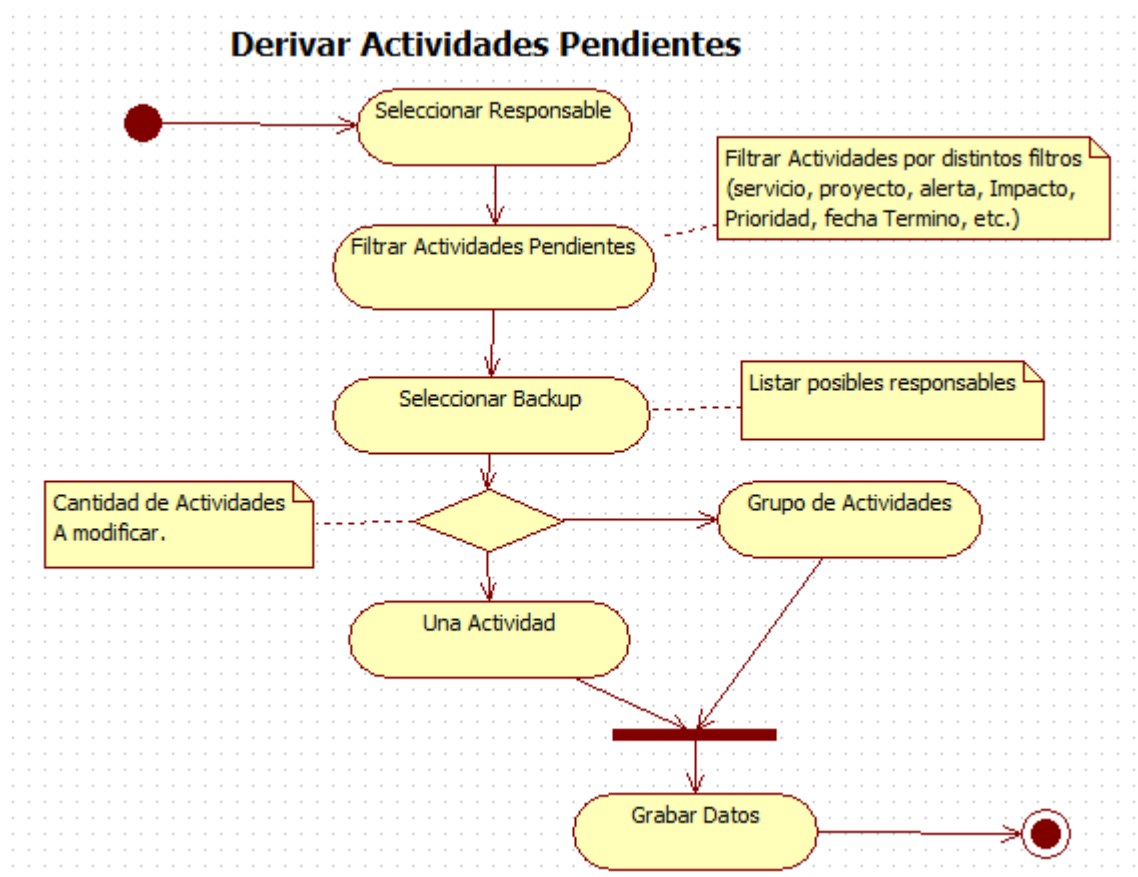 Derivar Actividades Pendientes
Seleccionar Responsable
Filtrar Actividades por distintos filtros
(servicio, proyecto, alerta, Impacto,
Prioridad, fecha Termino, etc.)
Filtrar Actividades Pendientes
Listar posibles responsables
Seleccionar Backup
Cantidad de Actividades
A modificar.
Grupo de Actividades
Una Actividad
Grabar Datos